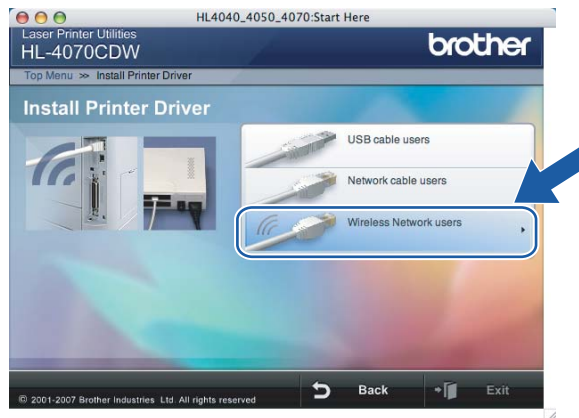 HL4040_4050_4070:Start Here
Laser Printer Utilities
HL-4070CDW
brother
Top Menu >> Install Printer Driver
Install Printer Driver
USB cable users
Network cable users
Wireless Network users
© 2001-2007 Brother Industries Ltd. All rights reserved
Back
Exit